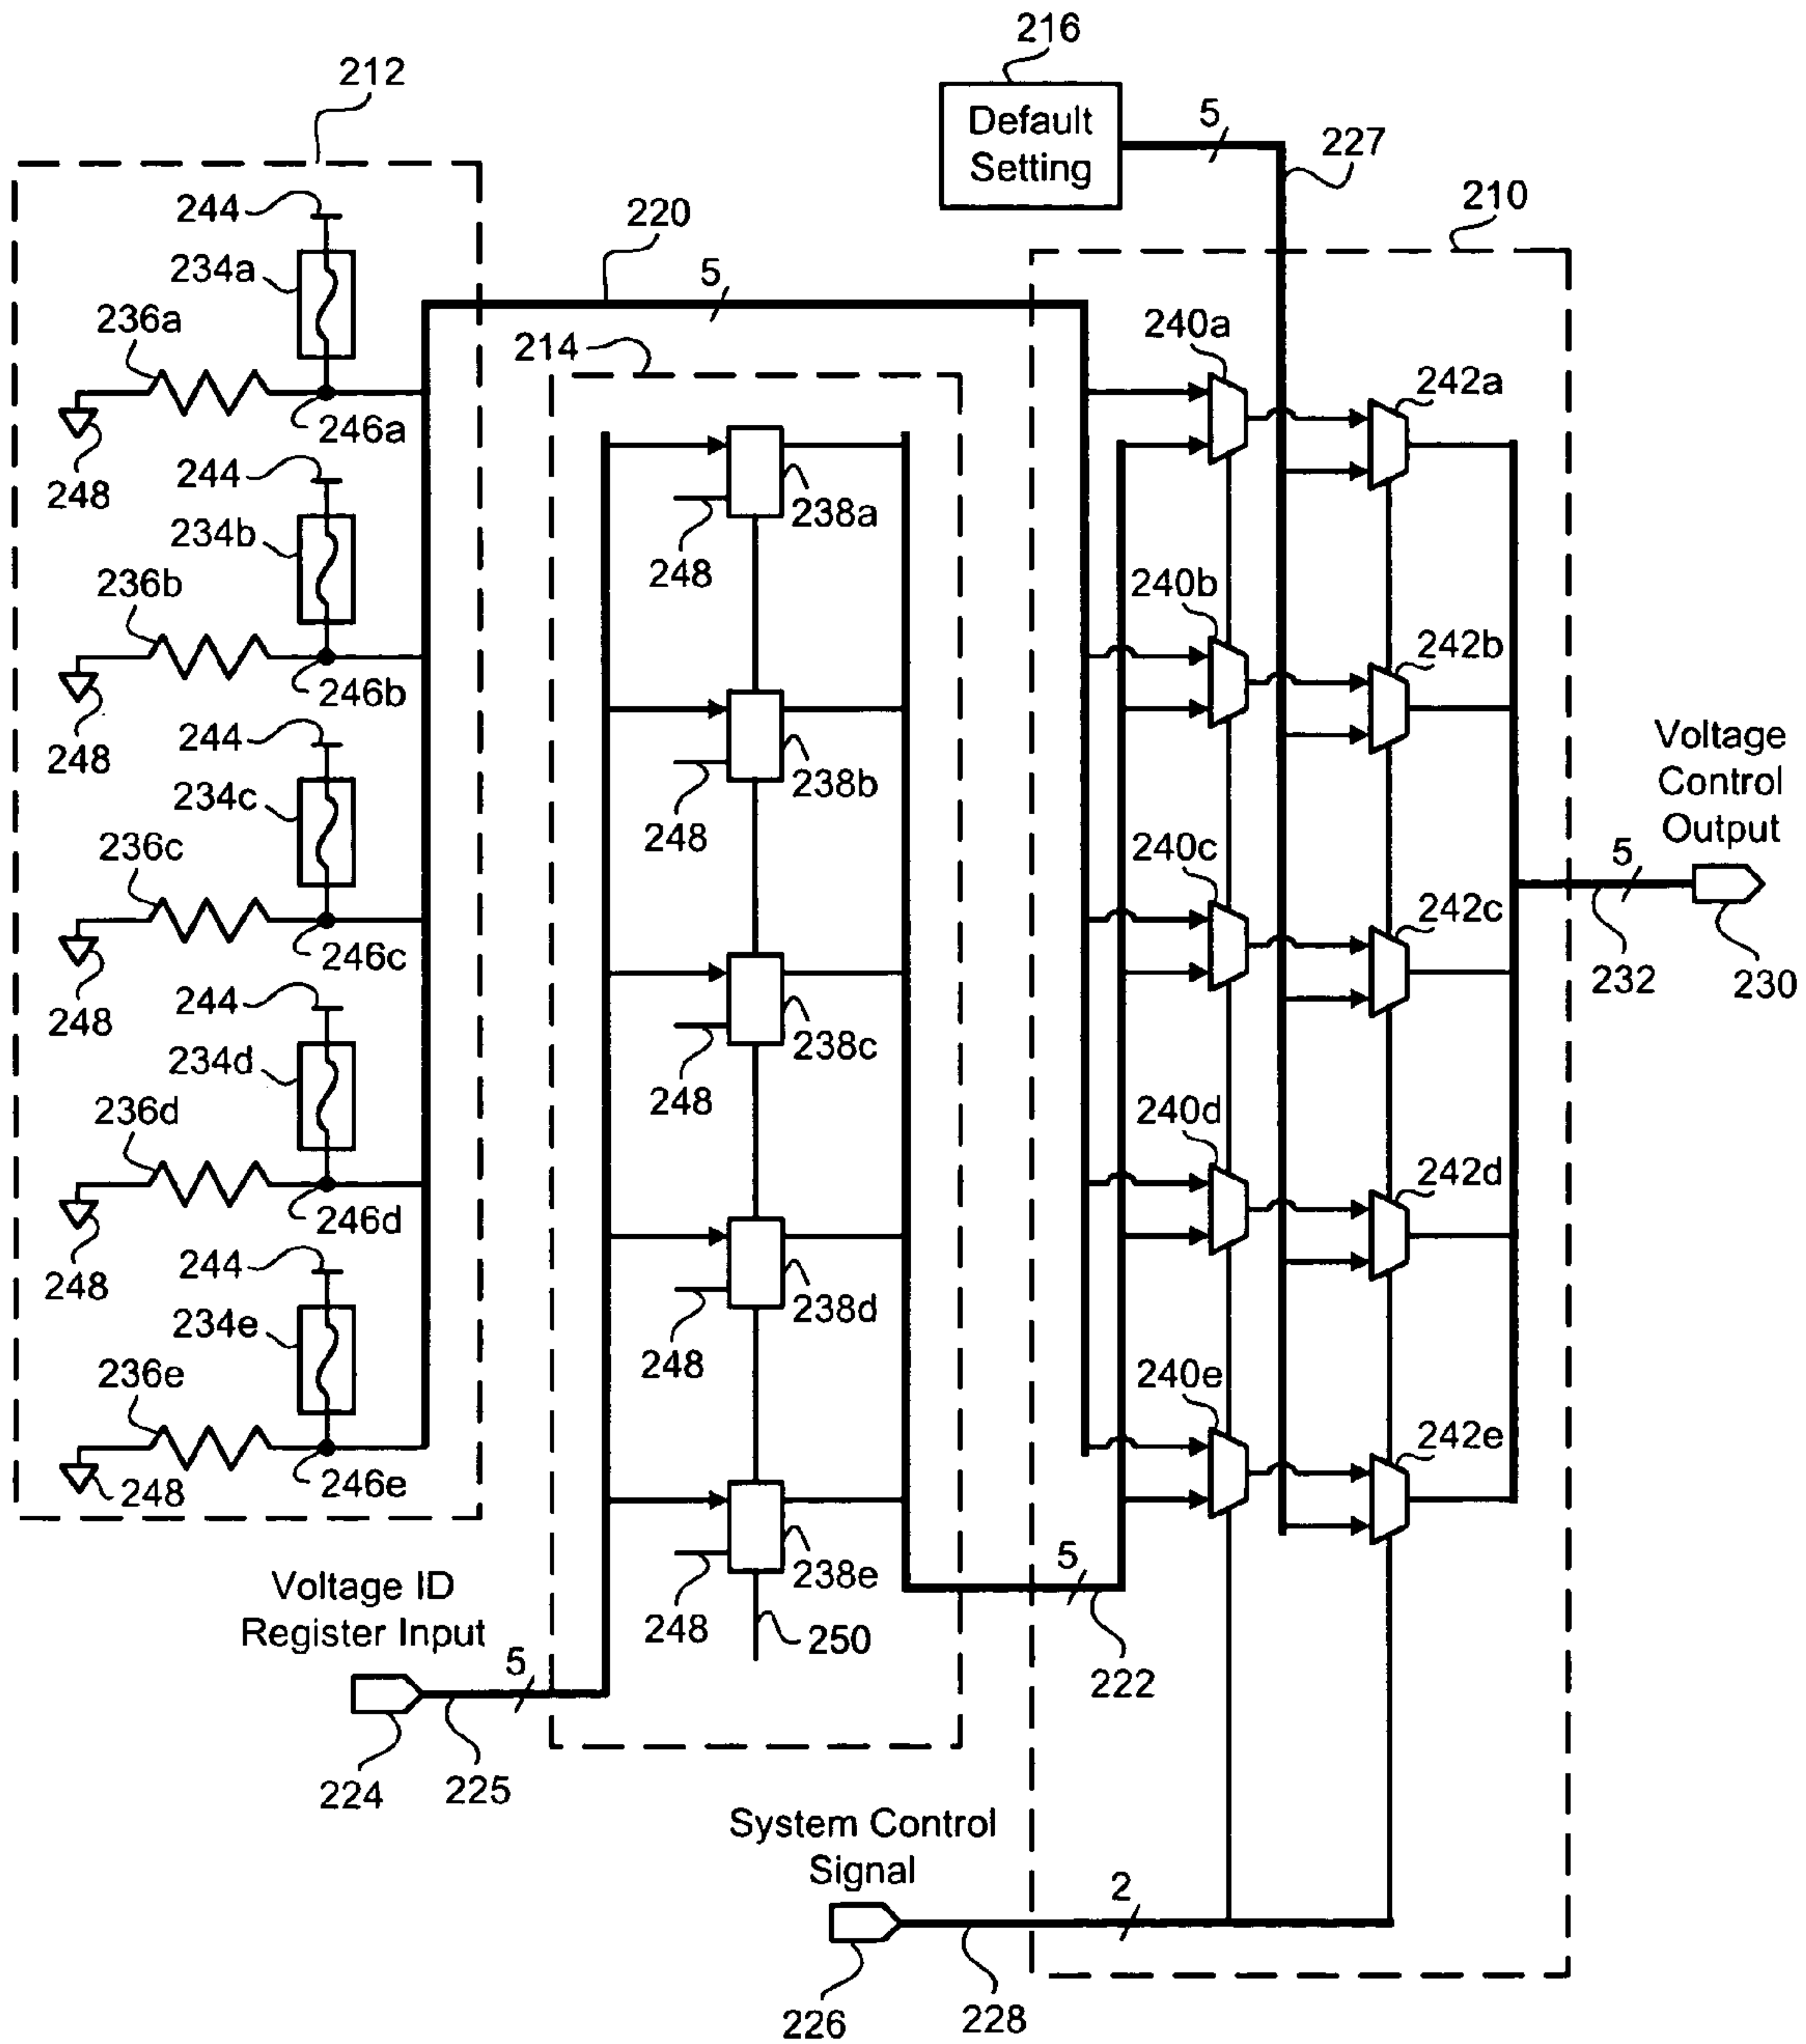 216
212
Default
Setting
5
227
210
244
220
234a
5
236a
214
240a
242a
246a
244
248
238a
234b
248
240b
236b
242b
246b
244
Voltage
Control
Output
248
238b
234c
248
236c
240c
5
242c
246c
244
232
230
248
238c
234d
248
236d
240d
242d
246d
244
248
238d
234e
248
236e
240e
242e
248
246e
5
238e
Voltage ID
Register Input
248
250
5
222
224
225
System Control
Signal
2
226
228